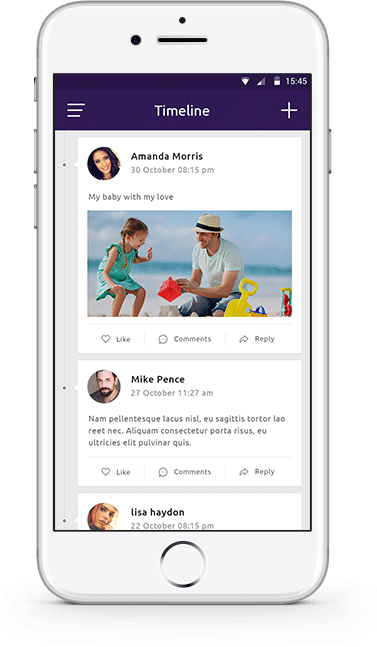 15:45
Timeline
Amanda Morris
30 October 08:15 pm
My baby with my love
Like Comments Reply
Mike Pence
27 October 11:27 am
Nam pellentesque lacus nisl, eu sagittis tortor lao
reet nec. Aliquam consectetur porta risus, eu
ultricies elit pulvinar quis.
Like Comments Reply
lisa haydon
22 October 08:15 pm